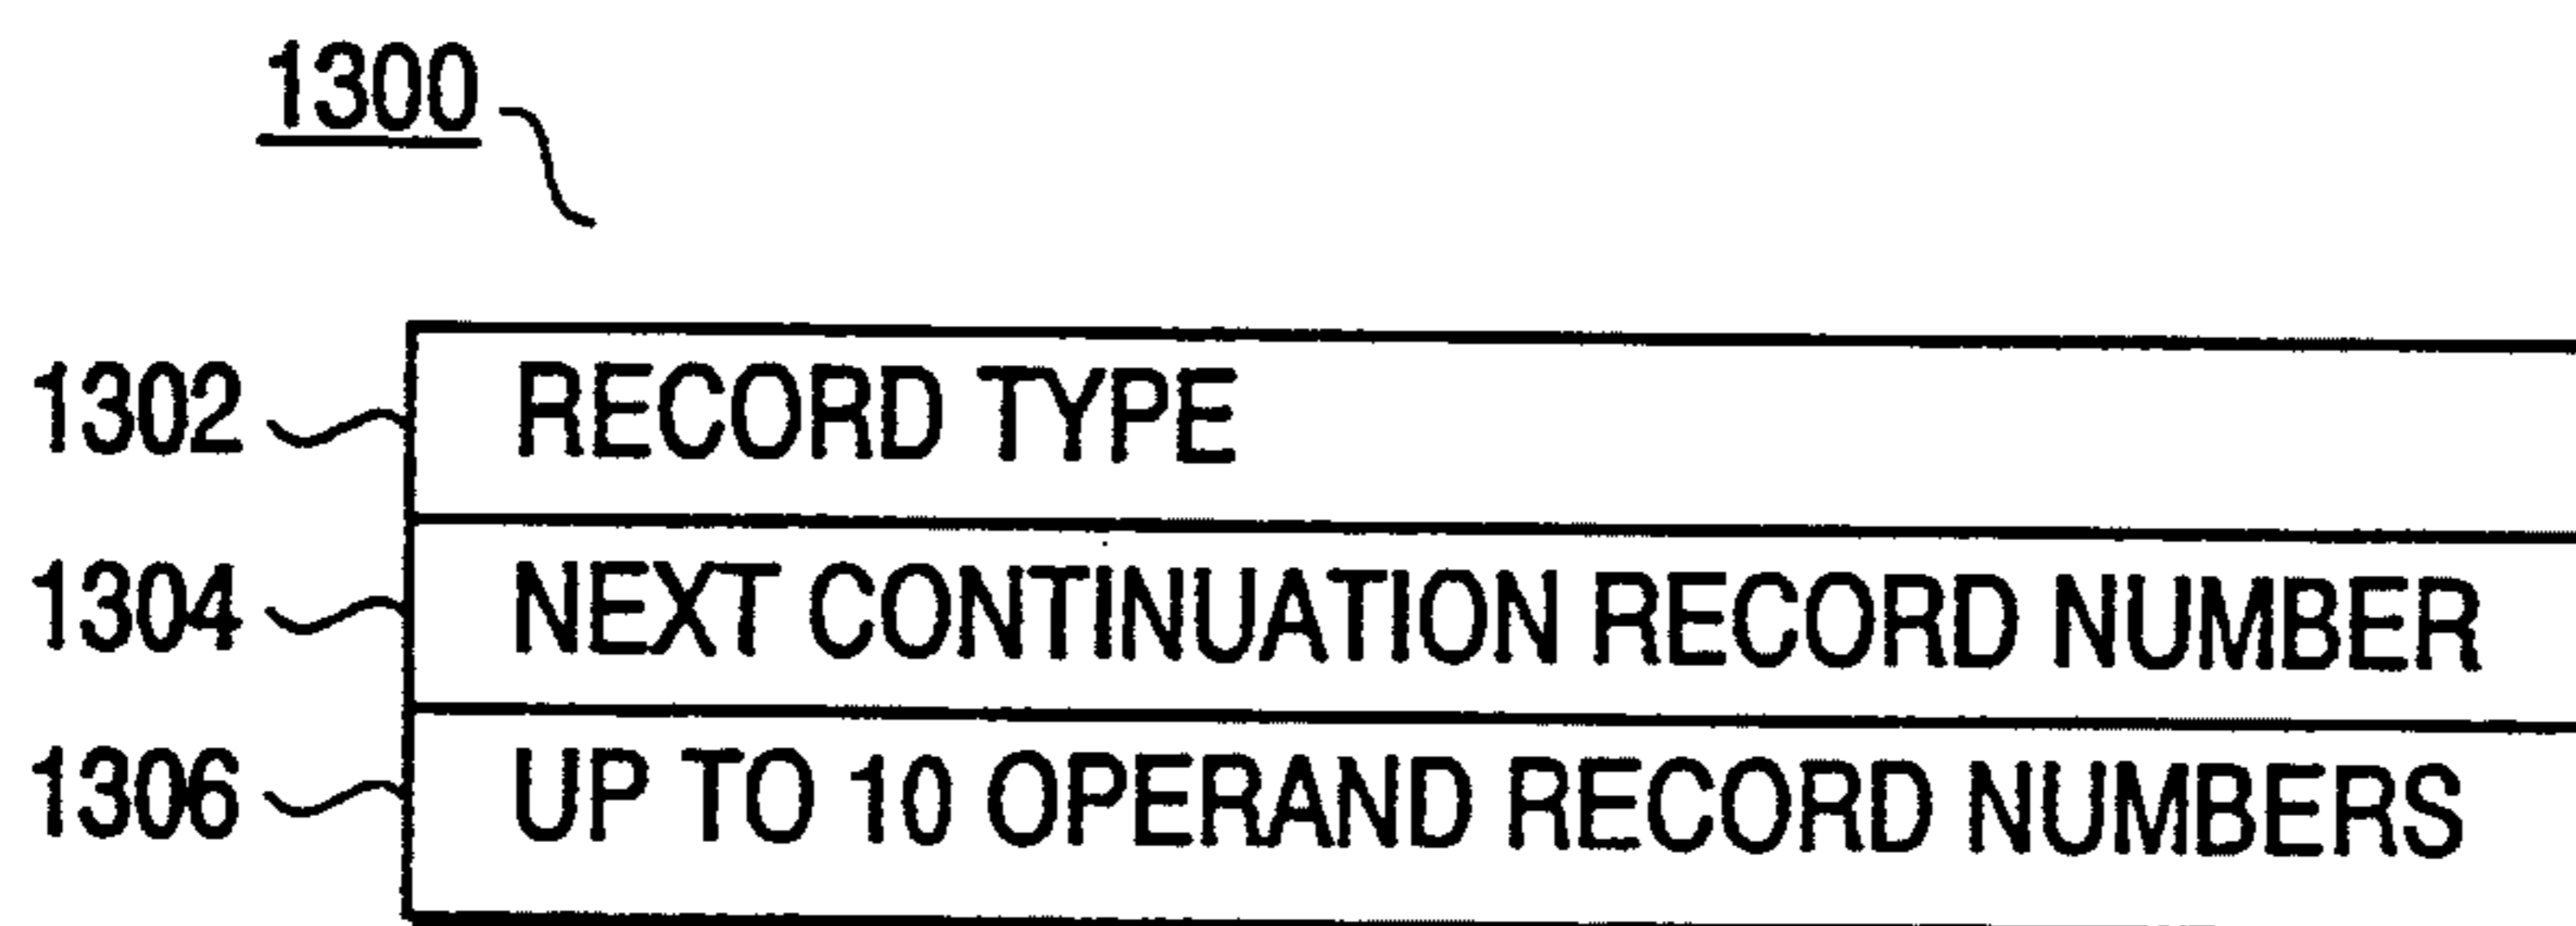 1300
1302 RECORD TYPE
1304 NEXT CONTINUATION RECORD NUMBER
1306 UP TO 10 OPERAND RECORD NUMBERS